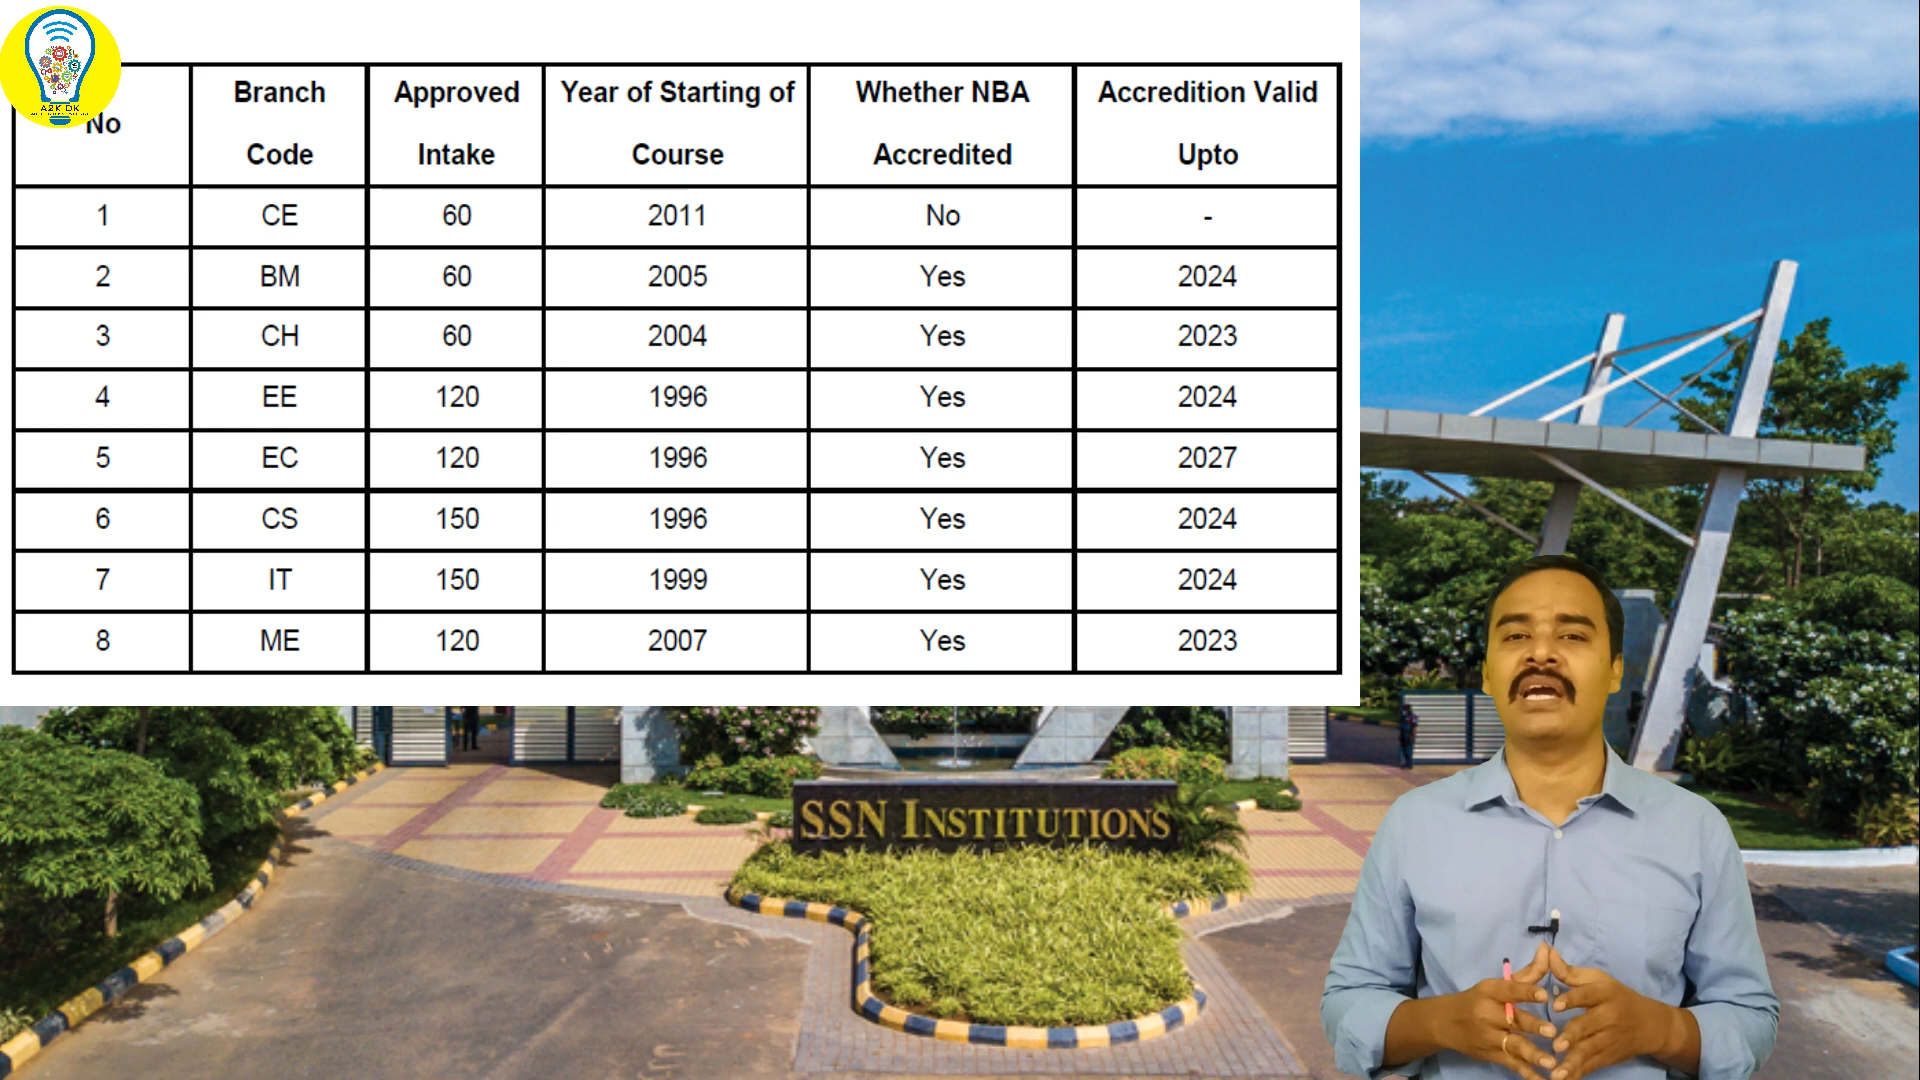 A2K DK
No
Branch Code
Approved Intake
Year of Starting of Course
Whether NBA Accredited
Accredition Valid Upto
1 CE 60 2011 No -
2 BM 60 2005 Yes 2024
3 CH 60 2004 Yes 2023
4 EE 120 1996 Yes 2024
5 EC 120 1996 Yes 2027
6 CS 150 1996 Yes 2024
7 IT 150 1999 Yes 2024
8 ME 120 2007 Yes 2023
SSN INSTITUTIONS